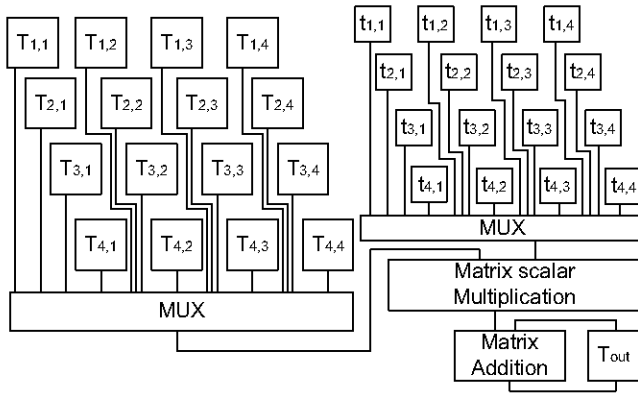 T1,1 T1,2 T1,3 T1,4
T2,1 T2,2 T2,3 T2,4
T3,1 T3,2 T3,3 T3,4
T4,1 T4,2 T4,3 T4,4
MUX
t1,1 t1,2 t1,3 t1,4
t2,1 t2,2 t2,3 t2,4
t3,1 t3,2 t3,3 t3,4
t4,1 t4,2 t4,3 t4,4
MUX
Matrix scalar
Multiplication
Matrix
Addition
Tout